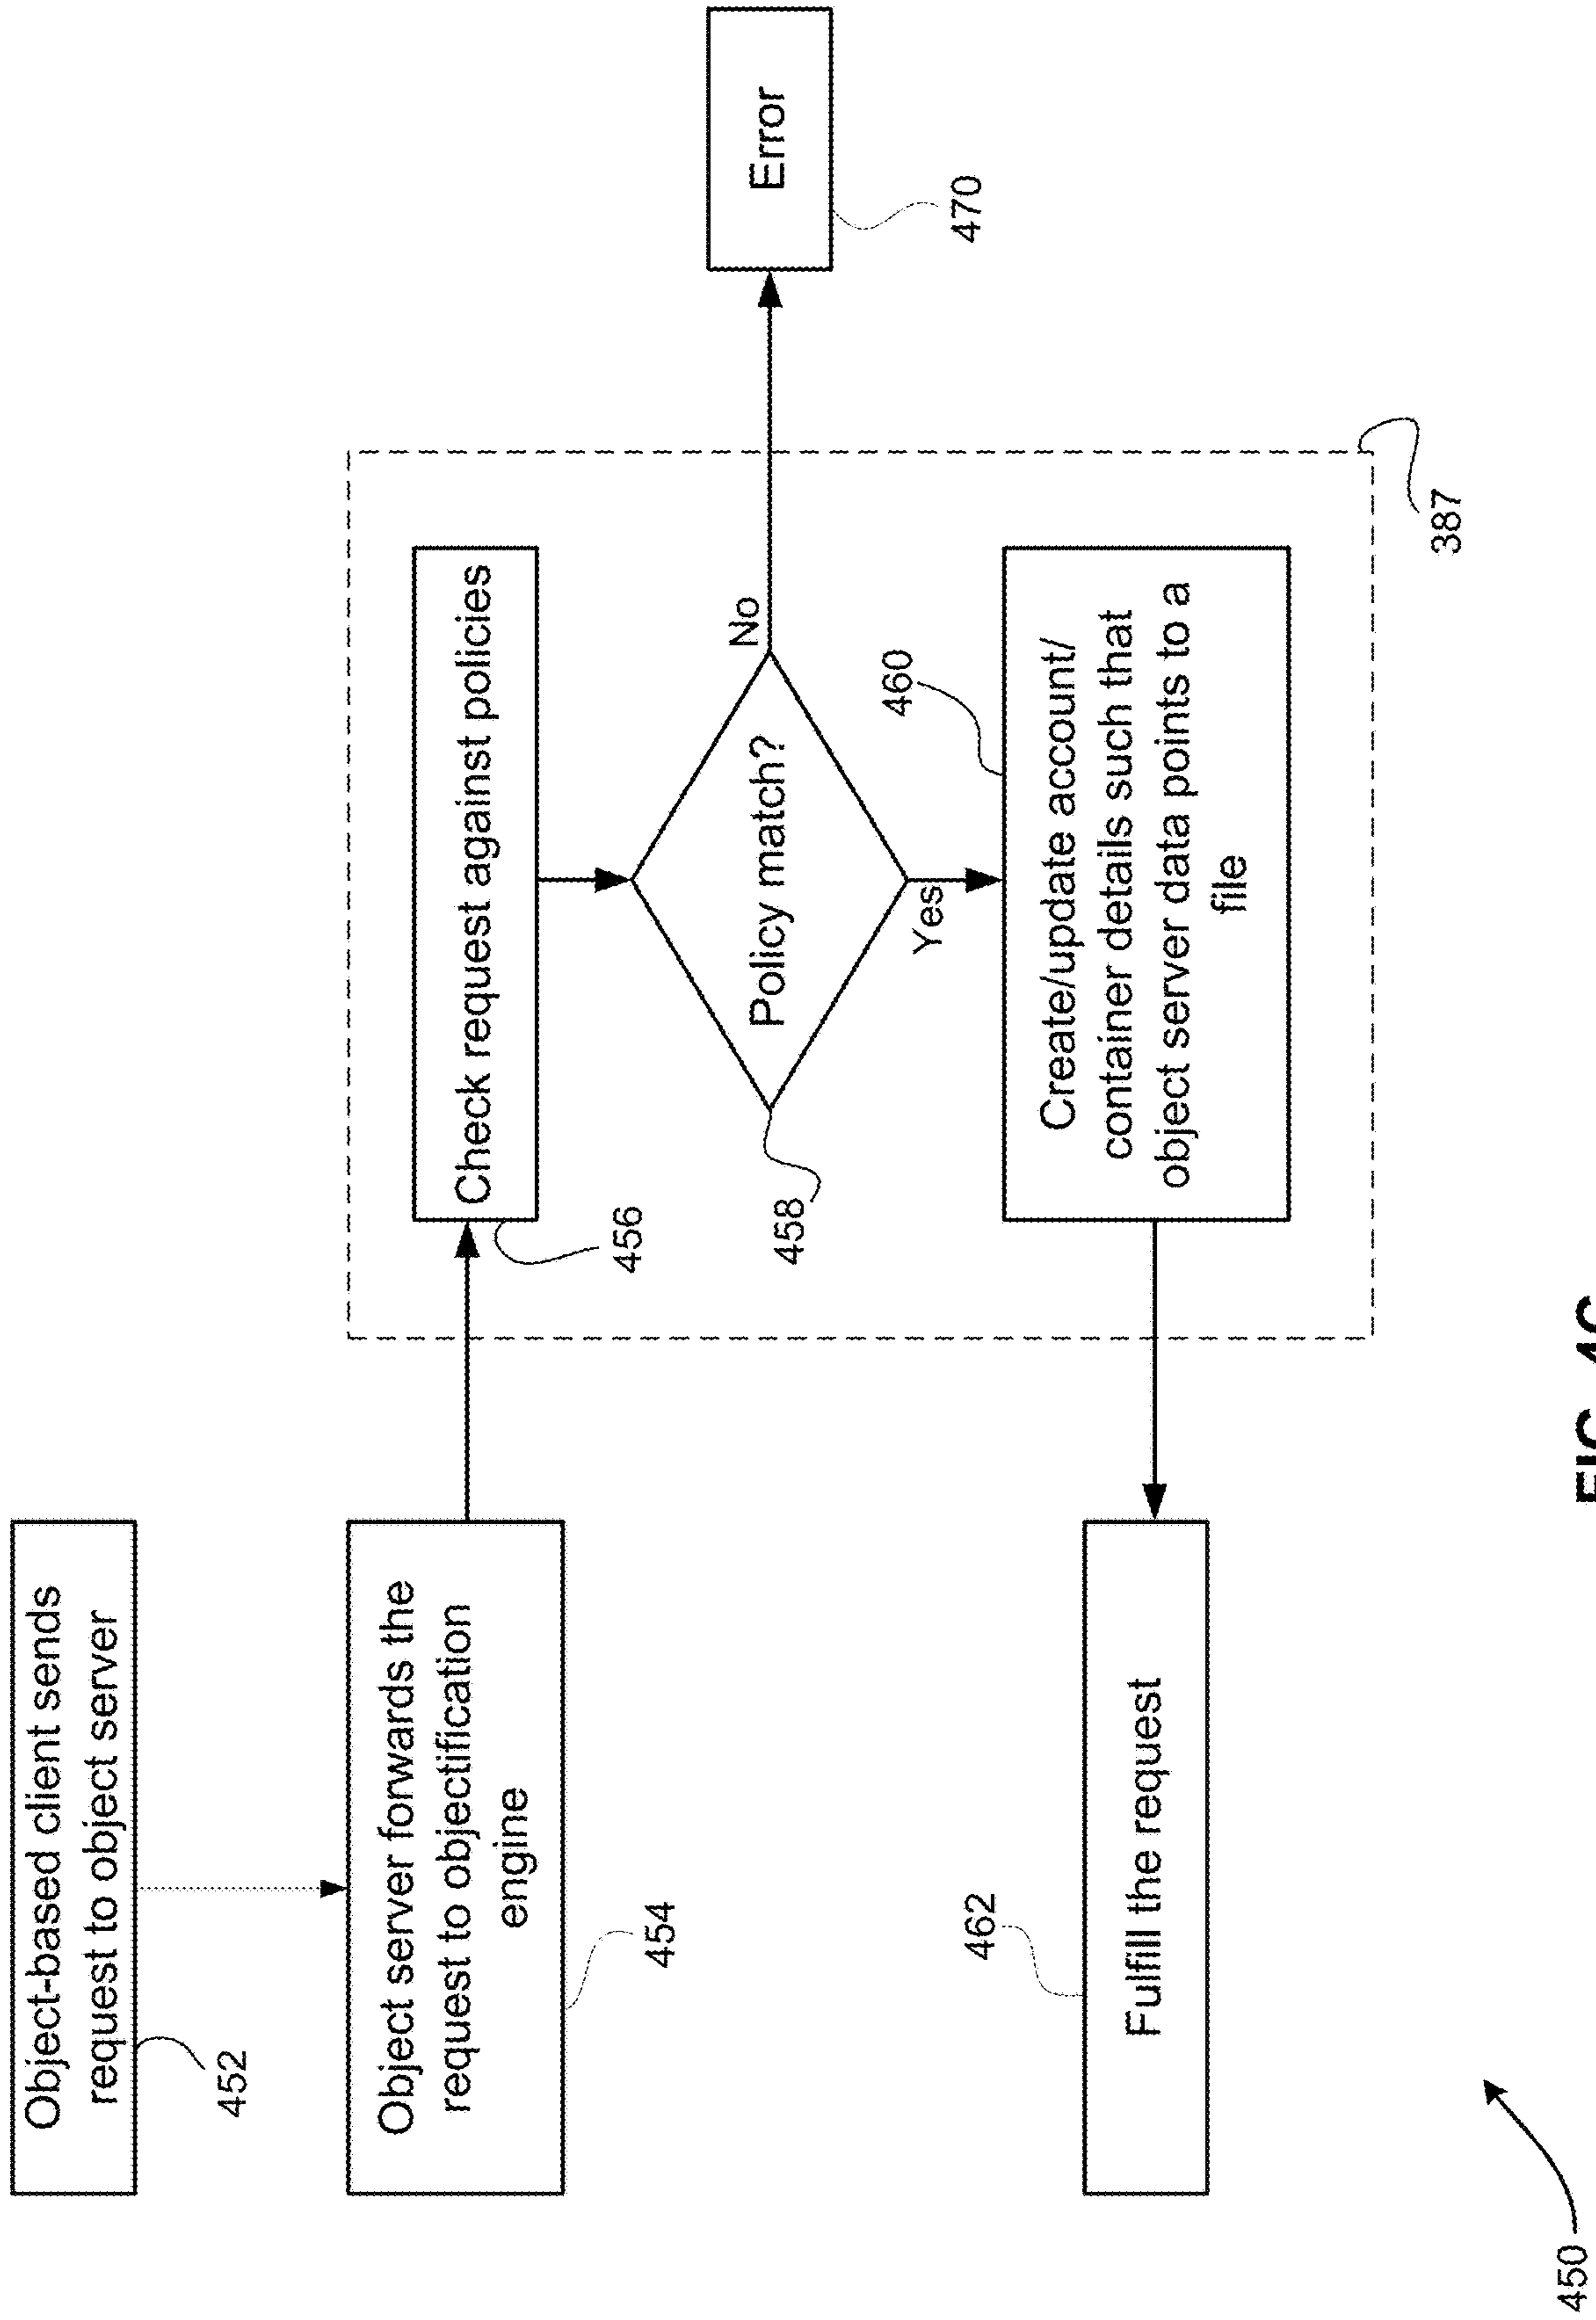 Object-based client sends
request to object server
452
Object server forwards the
request to objectification
engine
454
Check request against policies
456
Policy match?
458
No
Error
470
Yes
460
Create/update account/
container details such that
object server data points to a
file
387
462
Fulfill the request
450
FIG. 4C